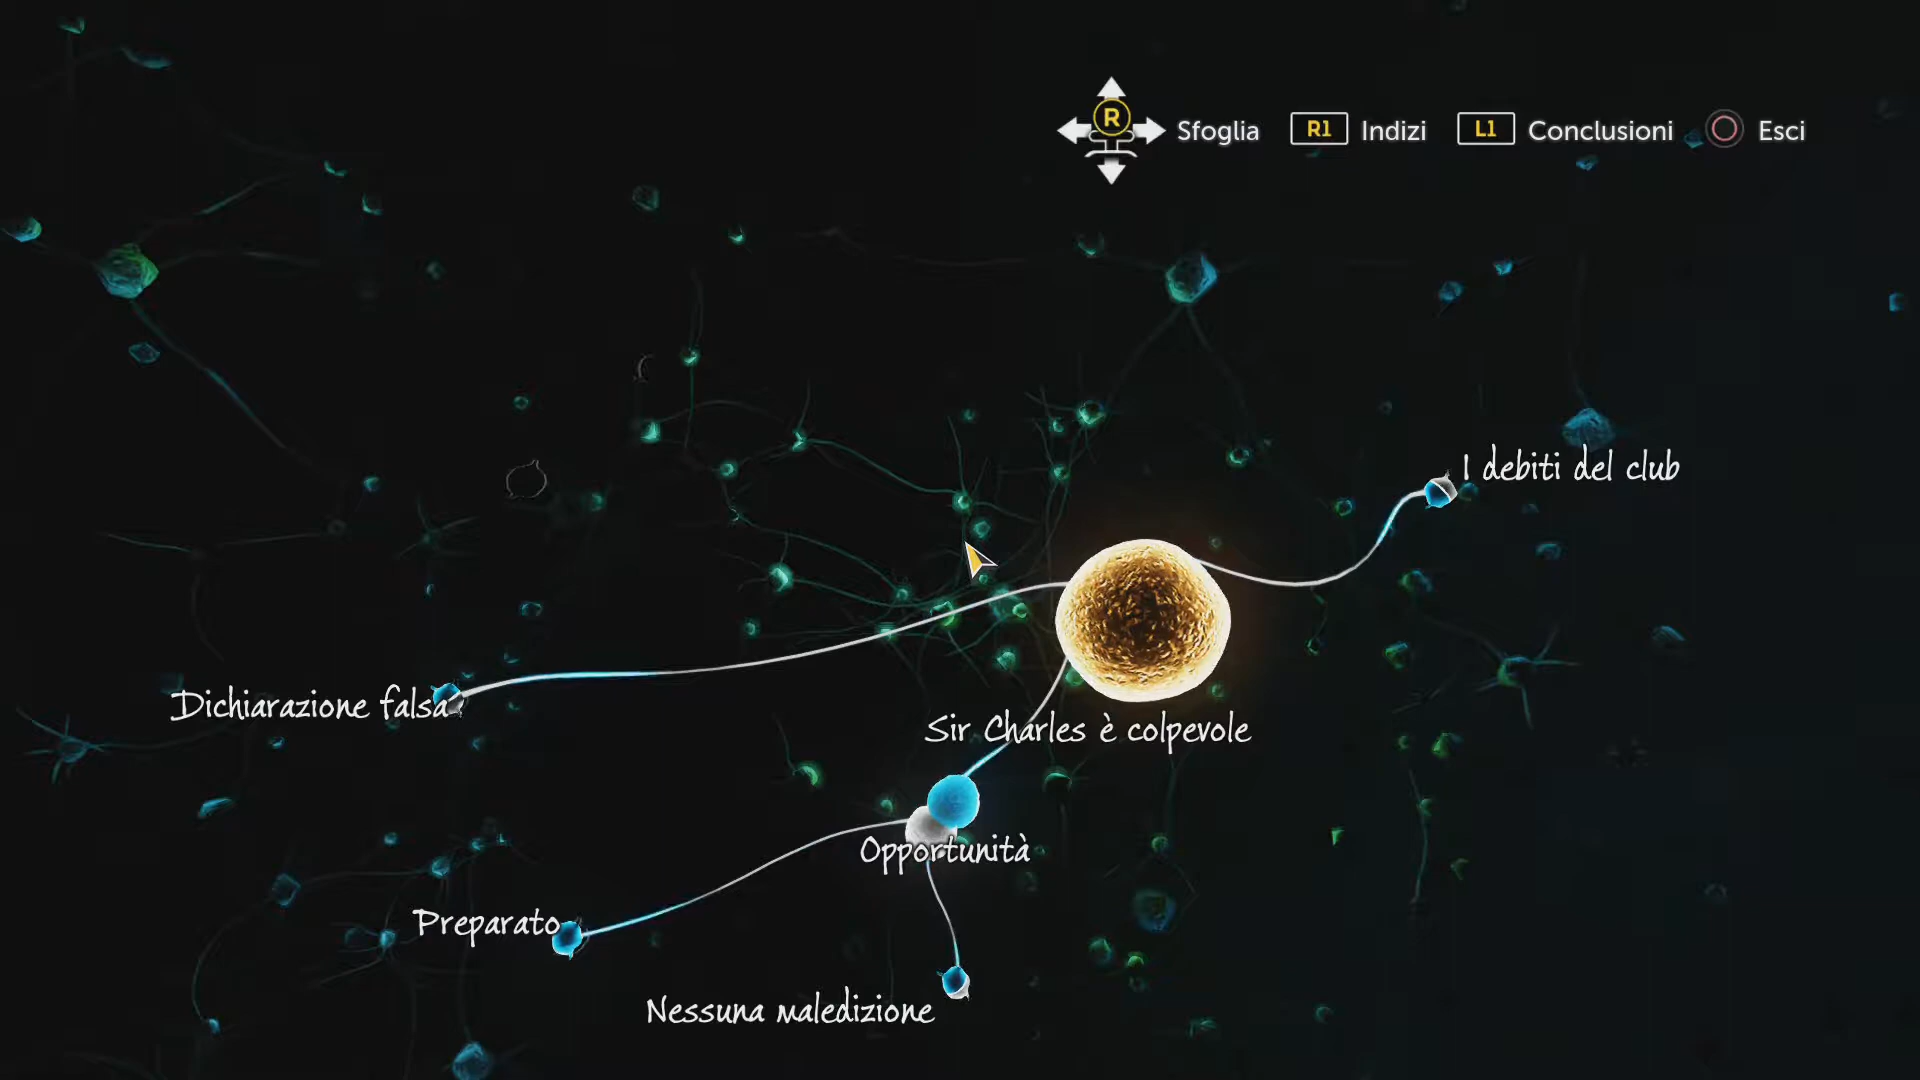 R Sfoglia R1 Indizi L1 Conclusioni Esci
I debiti del club
Dichiarazione falsa
Sir Charles è colpevole
Opportunità
Preparato
Nessuna maledizione